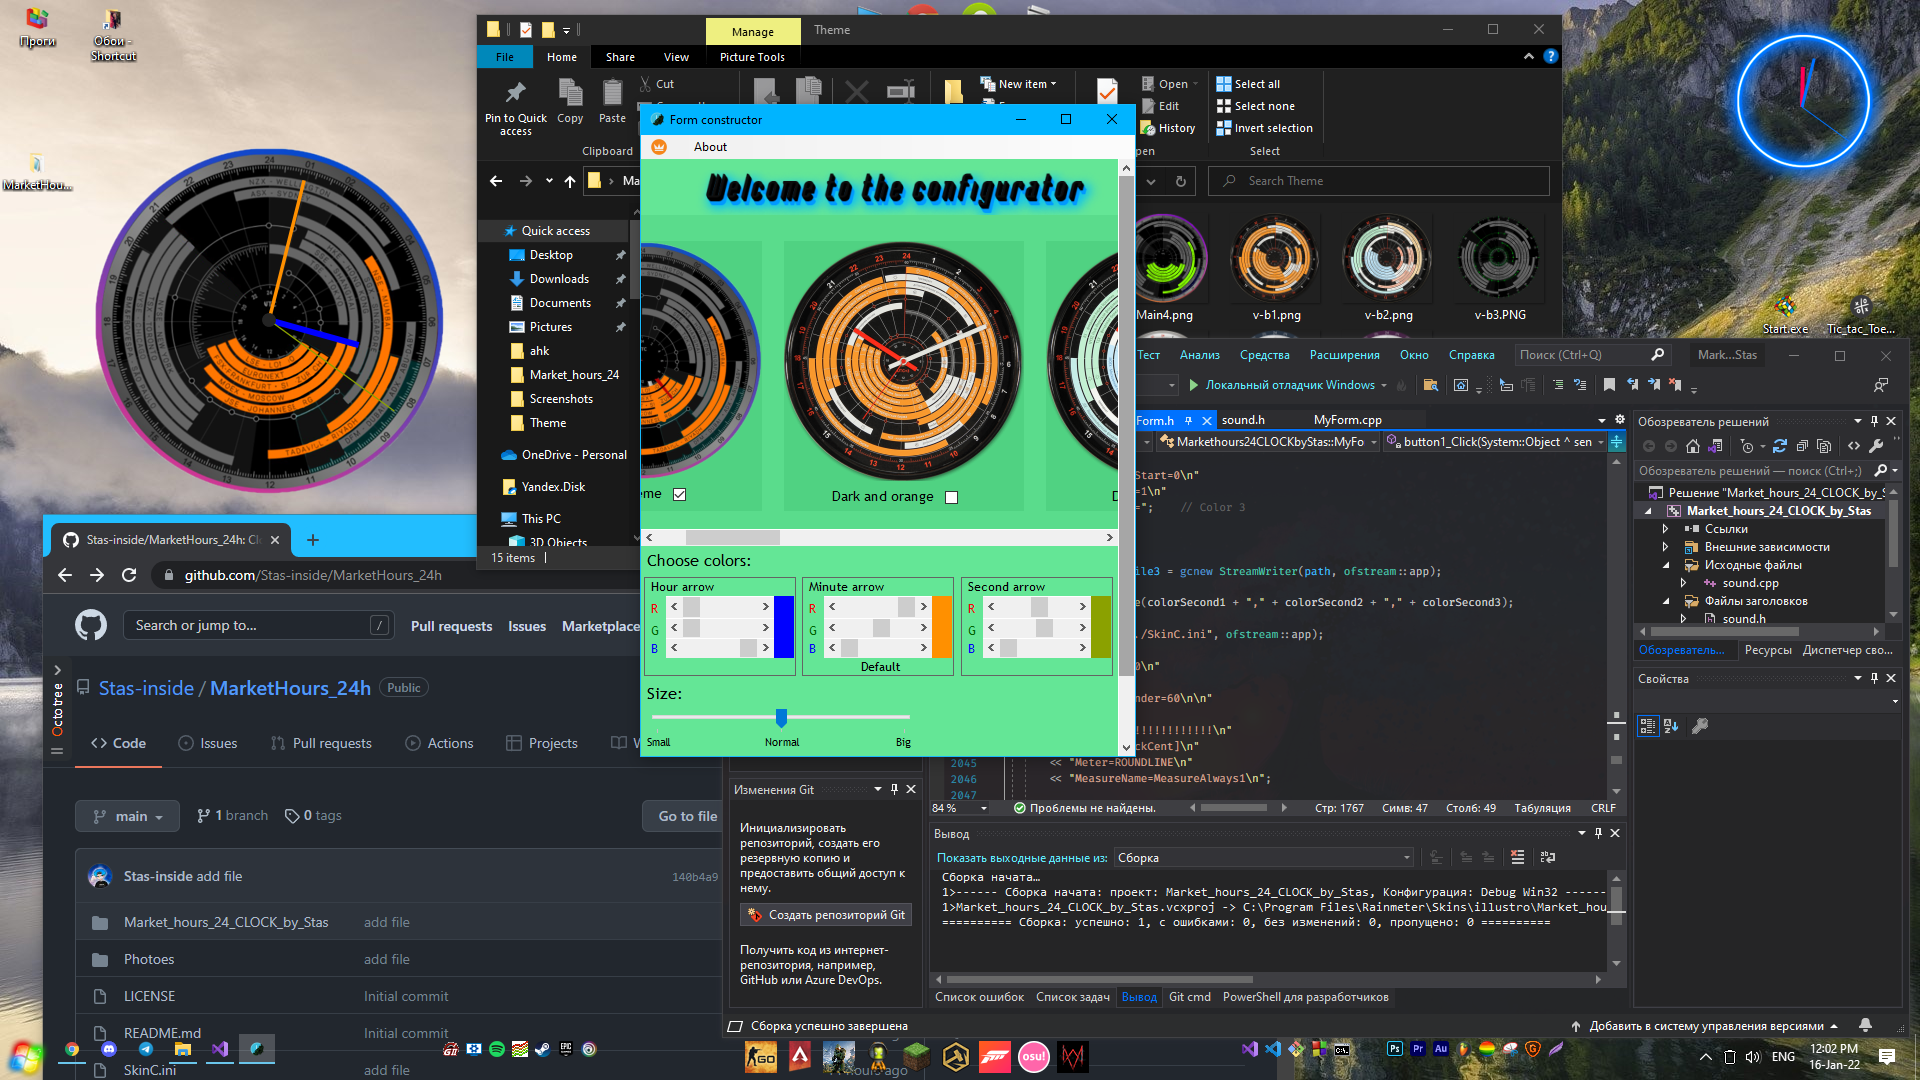 Проги
Обои -
Shortcut
MarketHou...
Manage
Theme
File
Home
Share
View
Picture Tools
Pin to Quick
access
Copy
Paste
Cut
Clipboard
New item
Open
Edit
History
Select all
Select none
Invert selection
Select
Ma
Search Theme
Quick access
Desktop
Downloads
Documents
Pictures
ahk
Market_hours_24
Screenshots
Theme
OneDrive - Personal
Yandex.Disk
This PC
3D Objects
15 items
Main4.png
v-b1.png
v-b2.png
v-b3.PNG
Start.exe
Tic_tac_Toe...
Form constructor
About
Welcome to the configurator
eme
Dark and orange
D
Choose colors:
Hour arrow
Minute arrow
Second arrow
R
G
B
R
G
B
R
G
B
Default
Size:
Small
Normal
Big
Stas-inside/MarketHours_24h: Cl
github.com/Stas-inside/MarketHours_24h
Search or jump to...
/
Pull requests
Issues
Marketplace
Octotree
Stas-inside / MarketHours_24h
Public
Code
Issues
Pull requests
Actions
Projects
W
main
1 branch
0 tags
Go to file
Stas-inside add file
140b4a9
Market_hours_24_CLOCK_by_Stas
add file
Photoes
add file
LICENSE
Initial commit
README.md
Initial commit
SkinC.ini
add file
hours ago
Тест
Анализ
Средства
Расширения
Окно
Справка
Поиск (Ctrl+Q)
Mark...Stas
Локальный отладчик Windows
Form.h
sound.h
MyForm.cpp
Markethours24CLOCKbyStas::MyFo
button1_Click(System::Object ^ sen
Start=0\n"
=1\n"
="; // Color 3
ile3 = gcnew StreamWriter(path, ofstream::app);
e(colorSecond1 + "," + colorSecond2 + "," + colorSecond3);
./SkinC.ini", ofstream::app);
0\n"
nder=60\n\n"
!!!!!!!!!!!!\n"
ckCent]\n"
2045
<< "Meter=ROUNDLINE\n"
2046
<< "MeasureName=MeasureAlways1\n";
2047
84 %
Проблемы не найдены.
Стр: 1767
Симв: 47
Столб: 49
Табуляция
CRLF
Обозреватель решений
Обозреватель решений — поиск (Ctrl+;)
Решение "Market_hours_24_CLOCK_by_S
Market_hours_24_CLOCK_by_Stas
Ссылки
Внешние зависимости
Исходные файлы
sound.cpp
Файлы заголовков
sound.h
Обозреватель...
Ресурсы
Диспетчер сво...
Свойства
Изменения Git
Инициализировать
репозиторий, создать его
резервную копию и
предоставить общий доступ к
нему.
Создать репозиторий Git
Получить код из интернет-
репозитория, например,
GitHub или Azure DevOps.
Вывод
Показать выходные данные из:
Сборка
Сборка начата…
1>------ Сборка начата: проект: Market_hours_24_CLOCK_by_Stas, Конфигурация: Debug Win32 ------
1>Market_hours_24_CLOCK_by_Stas.vcxproj -> C:\Program Files\Rainmeter\Skins\illustro\Market_hou
========== Сборка: успешно: 1, с ошибками: 0, без изменений: 0, пропущено: 0 ==========
Список ошибок
Список задач
Вывод
Git cmd
PowerShell для разработчиков
Сборка успешно завершена
Добавить в систему управления версиями
GO
osu!
Ps
Pr
Au
ENG
12:02 PM
16-Jan-22